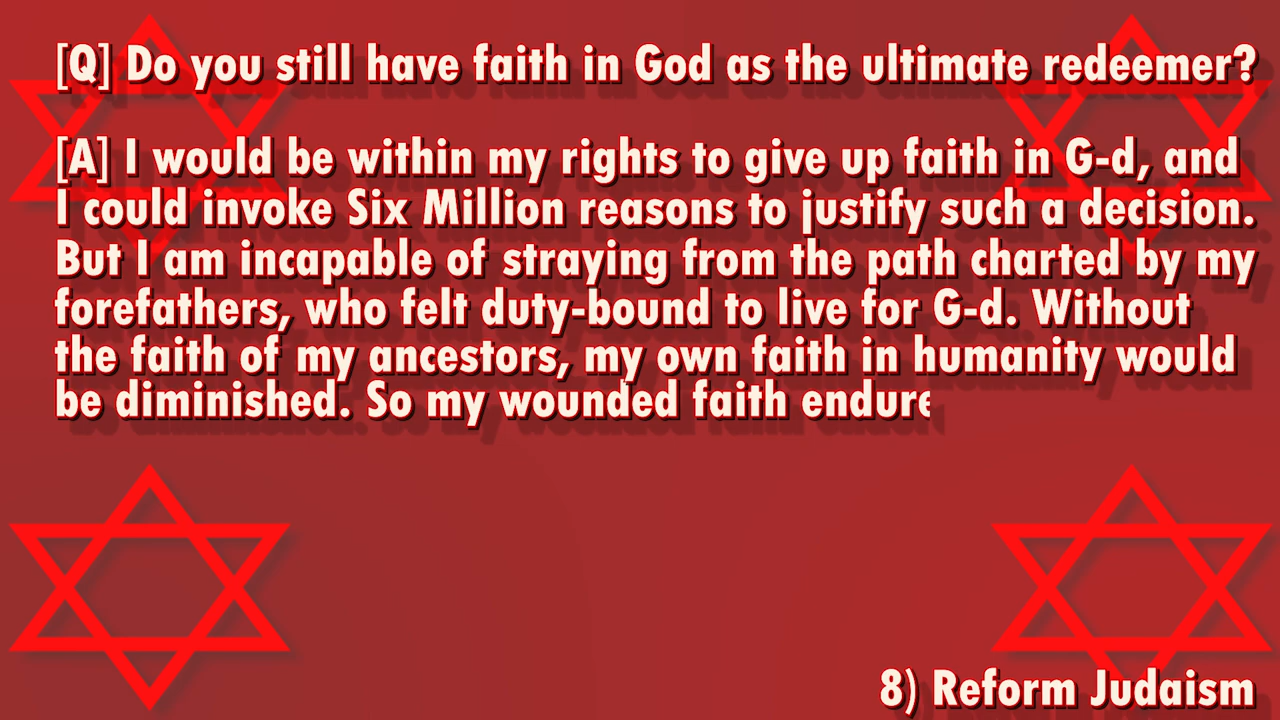 [Q] Do you still have faith in God as the ultimate redeemer?
[A] I would be within my rights to give up faith in G-d, and
I could invoke Six Million reasons to justify such a decision.
But I am incapable of straying from the path charted by my
forefathers, who felt duty-bound to live for G-d. Without
the faith of my ancestors, my own faith in humanity would
be diminished. So my wounded faith endure
8) Reform Judaism